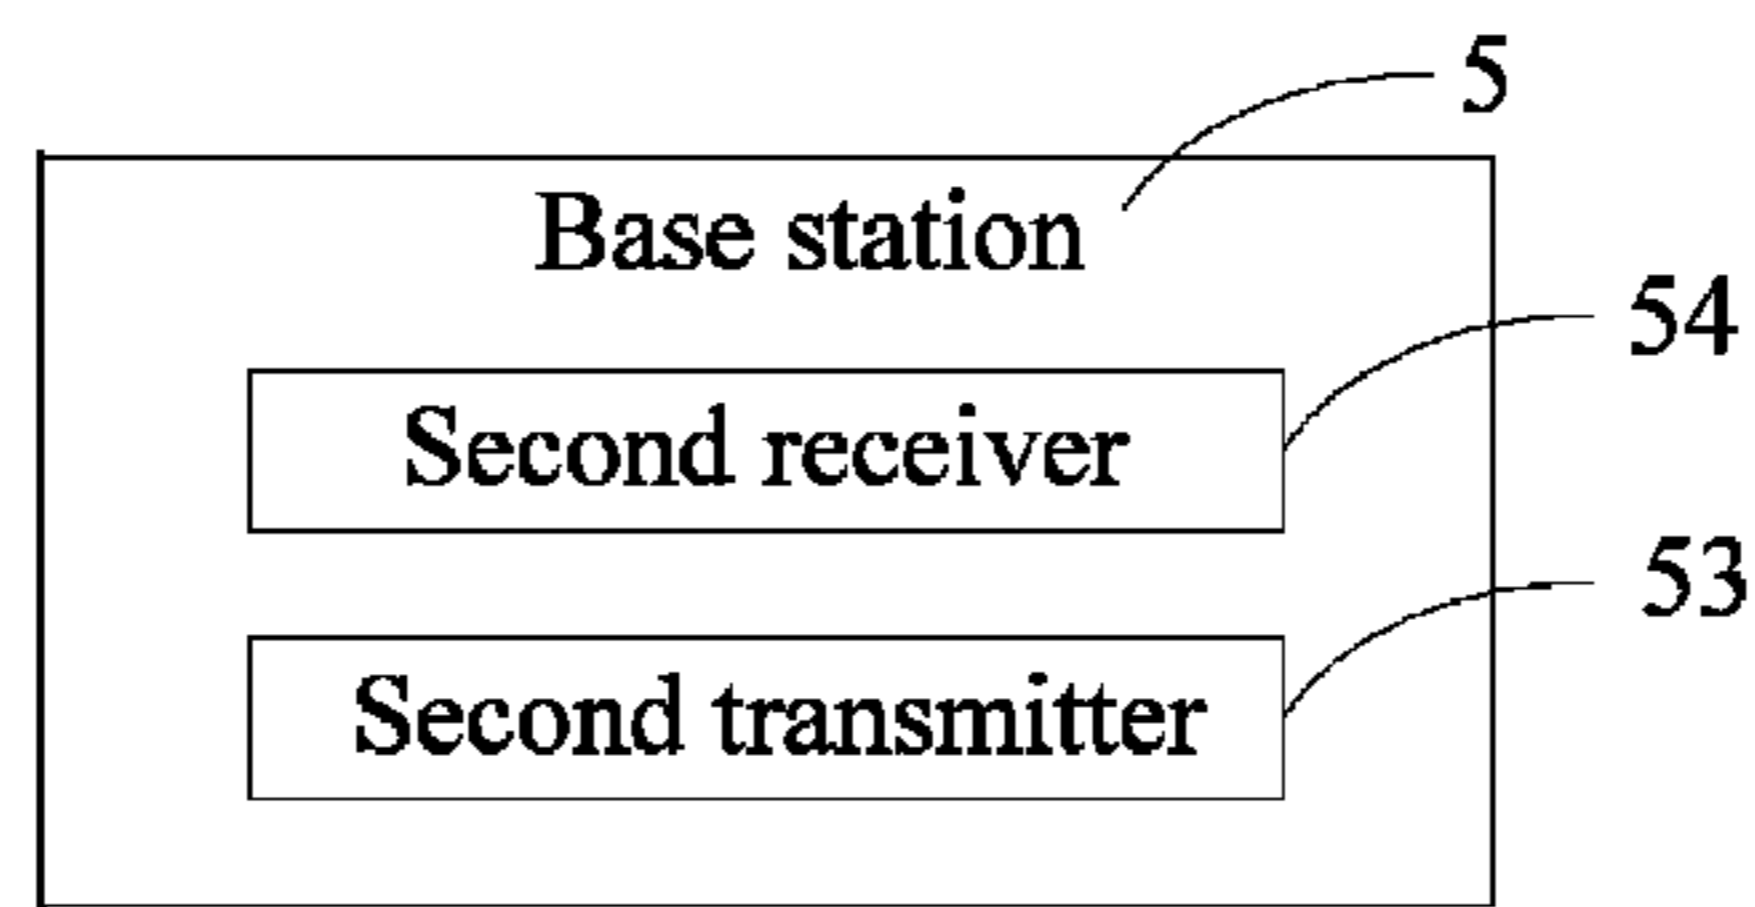 5
Base station
54
Second receiver
53
Second transmitter